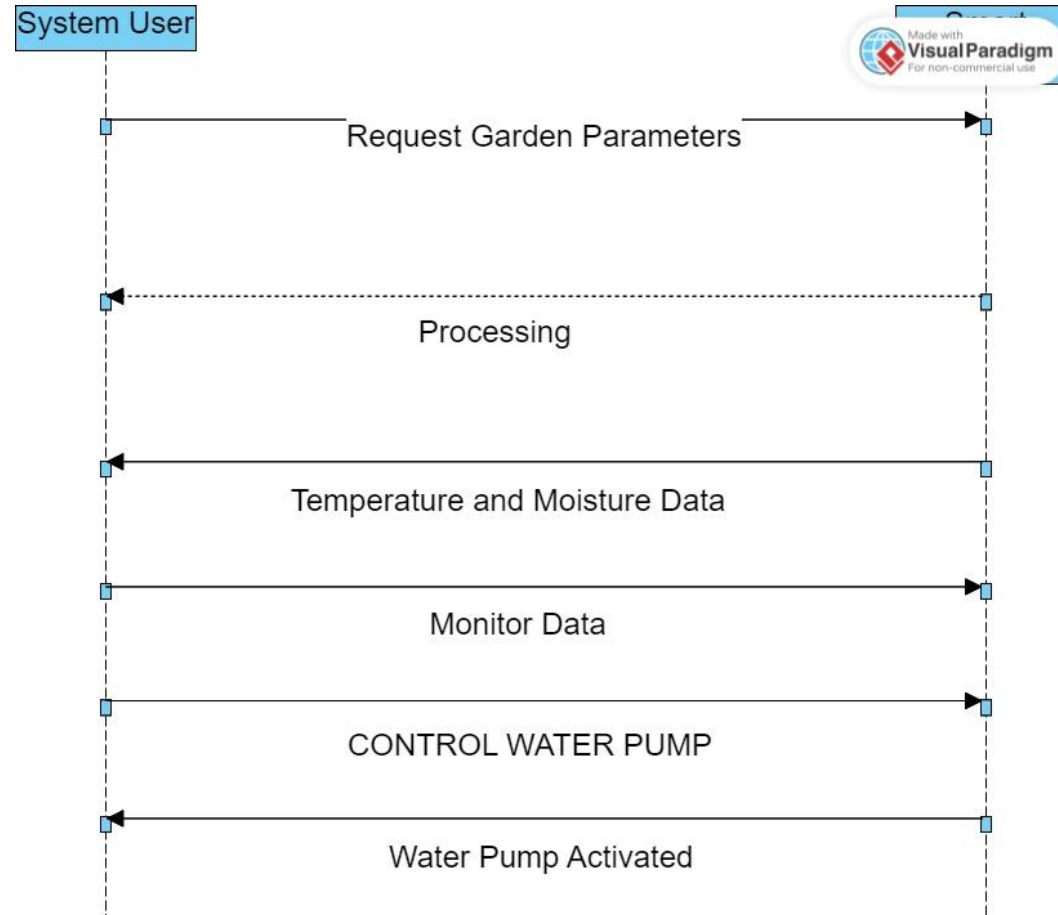 System User
Made with
Visual Paradigm
For non-commercial use
Request Garden Parameters
Processing
Temperature and Moisture Data
Monitor Data
CONTROL WATER PUMP
Water Pump Activated